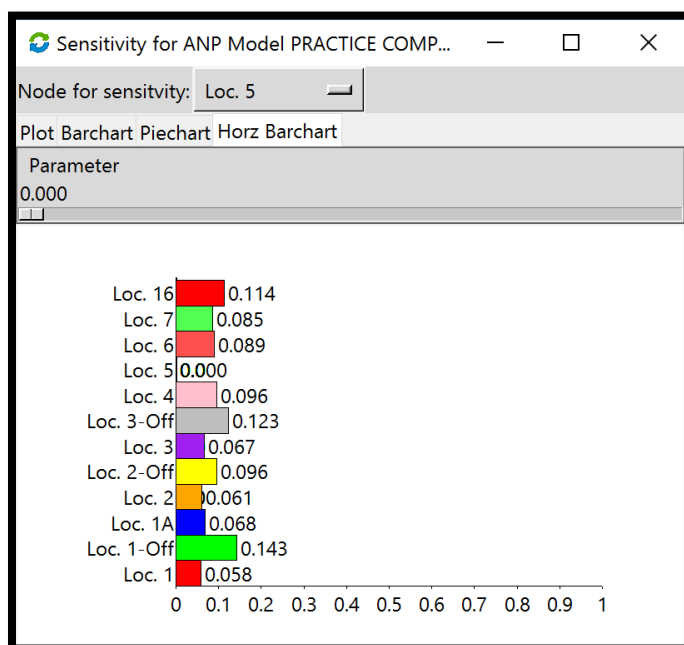 Sensitivity for ANP Model PRACTICE COMP...
Node for sensitvity: Loc. 5
Plot Barchart Piechart Horz Barchart
Parameter
0.000
Loc. 16 0.114
Loc. 7 0.085
Loc. 6 0.089
Loc. 5 0.000
Loc. 4 0.096
Loc. 3-Off 0.123
Loc. 3 0.067
Loc. 2-Off 0.096
Loc. 2 0.061
Loc. 1A 0.068
Loc. 1-Off 0.143
Loc. 1 0.058
0 0.1 0.2 0.3 0.4 0.5 0.6 0.7 0.8 0.9 1